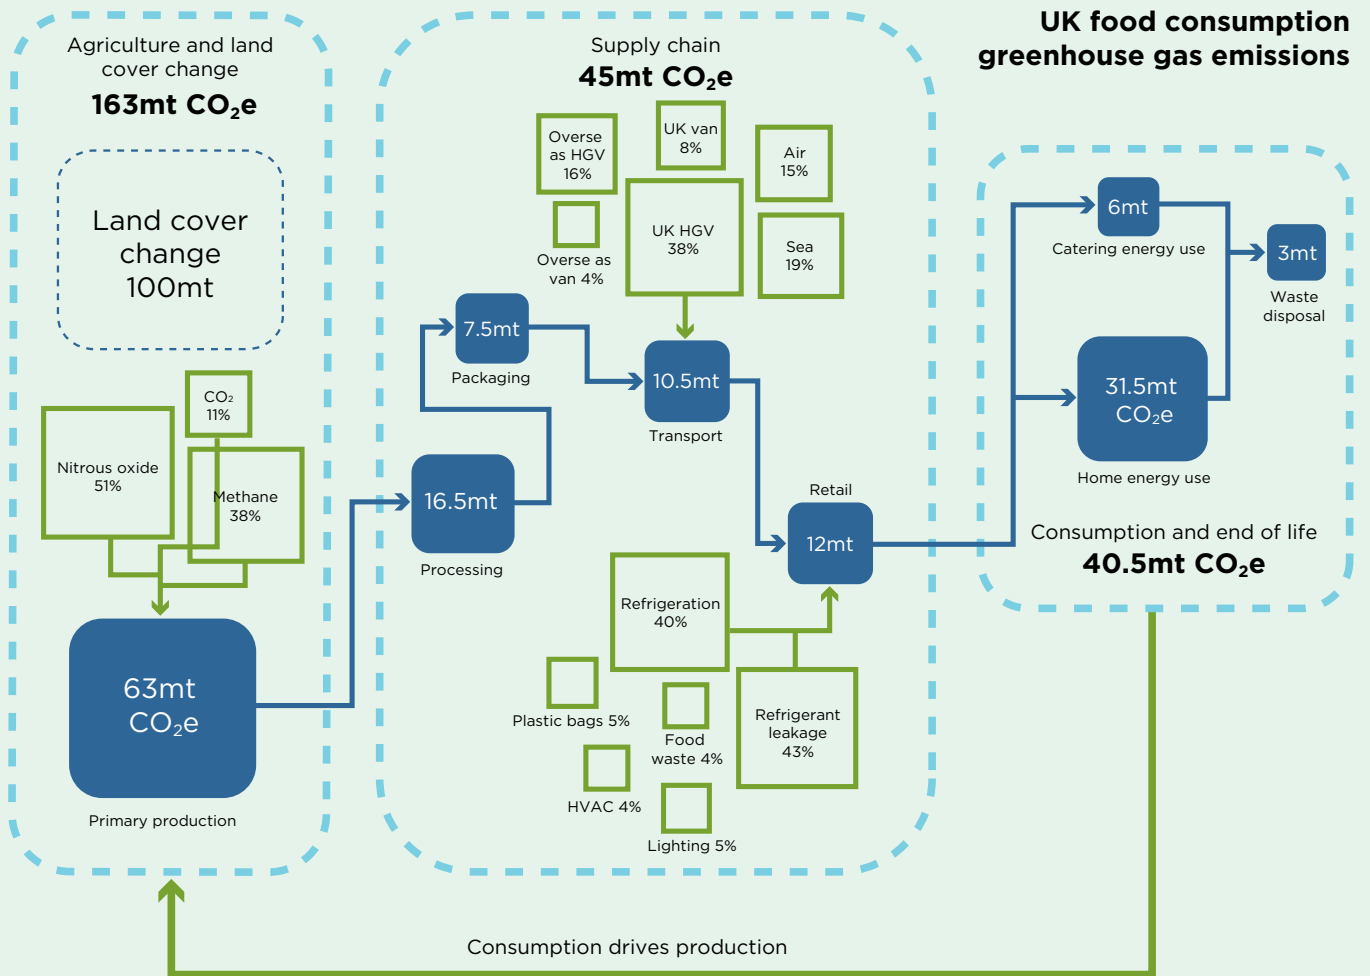 UK food consumption
greenhouse gas emissions
Agriculture and land
cover change
163mt CO₂e
Land cover
change
100mt
CO₂
11%
Nitrous oxide
51%
Methane
38%
63mt
CO₂e
Primary production
Supply chain
45mt CO₂e
Overse
as HGV
16%
UK van
8%
Air
15%
Overse as
van 4%
UK HGV
38%
Sea
19%
7.5mt
Packaging
10.5mt
Transport
16.5mt
Processing
Retail
12mt
Refrigeration
40%
Plastic bags 5%
Food
waste 4%
Refrigerant
leakage
43%
HVAC 4%
Lighting 5%
6mt
Catering energy use
3mt
Waste
disposal
31.5mt
CO₂e
Home energy use
Consumption and end of life
40.5mt CO₂e
Consumption drives production